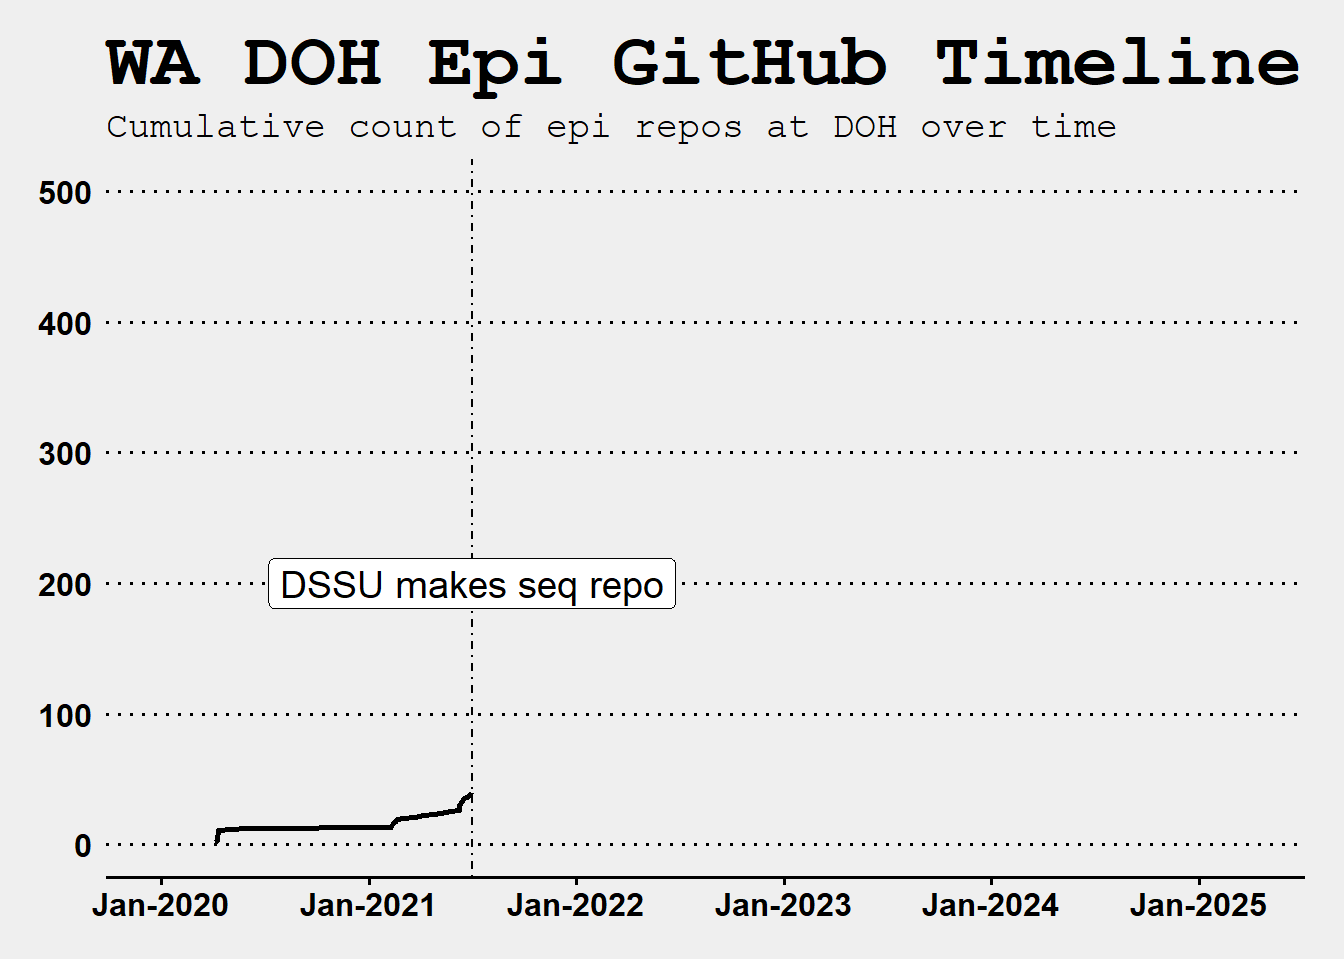 WA DOH Epi GitHub Timeline
Cumulative count of epi repos at DOH over time
500
400
300
200
DSSU makes seq repo
100
0
Jan-2020 Jan-2021 Jan-2022 Jan-2023 Jan-2024 Jan-2025